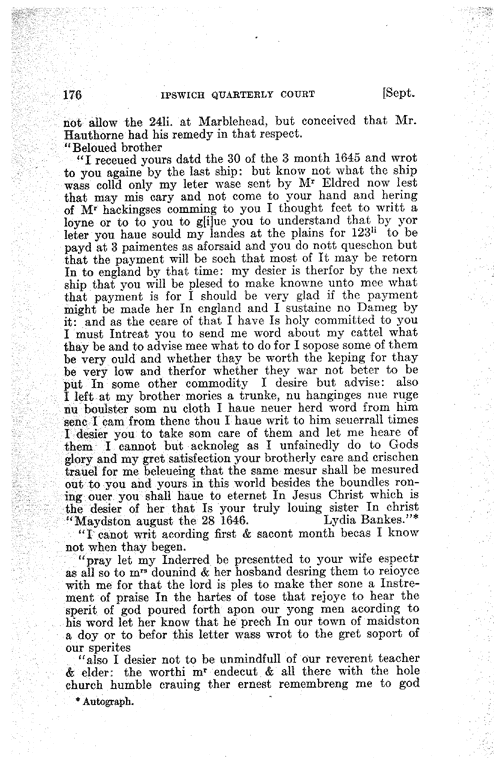 176 IPSWICH QUARTERLY COURT [Sept.
not allow the 24li. at Marblehead, but conceived that Mr.
Hauthorne had his remedy in that respect.
"Beloued brother
"I receued yours datd the 30 of the 3 month 1645 and wrot
to you againe by the last ship: but know not what the ship
wass colld only my leter wase sent by Mr Eldred now lest
that may mis cary and not come to your hand and hering
of Mr hackingses comming to you I thought feet to writt a
loyne or to to you to g[i]ue you to understand that by yor
leter you haue sould my landes at the plains for 123li to be
payd at 3 paimentes as aforsaid and you do nott queschon but
that the payment will be soch that most of It may be retorn
In to england by that time: my desier is therfor by the next
ship that you will be plesed to make knowne unto mee what
that payment is for I should be very glad if the payment
might be made her In england and I sustaine no Dameg by
it: and as the ceare of that I have Is holy committed to you
I must Intreat you to send me word about my cattel what
thay be and to advise mee what to do for I sopose some of them
be very ould and whether thay be worth the keping for thay
be very low and therfor whether they war not beter to be
put In some other commodity I desire but advise: also
I left at my brother mories a trunke, nu hanginges nue ruge
nu boulster som nu cloth I haue neuer herd word from him
senc I cam from thenc thou I haue writ to him seuerrall times
I desier you to take som care of them and let me heare of
them I cannot but acknoleg as I unfainedly do to Gods
glory and my gret satisfection your brotherly care and crischen
trauel for me beleueing that the same mesur shall be mesured
out to you and yours in this world besides the boundles ron-
ing ouer you shall haue to eternet In Jesus Christ which is
the desier of her that Is your truly louing sister In christ
"Maydston august the 28 1646. Lydia Bankes."*
"I canot writ acording first & sacont month becas I know
not when thay begen.
"pray let my Inderred be presentted to your wife espectr
as all so to mrs dounind & her hosband desring them to reioyce
with me for that the lord is ples to make ther sone a Instre-
ment of praise In the hartes of tose that rejoyc to hear the
sperit of god poured forth apon our yong men acording to
his word let her know that he prech In our town of maidston
a doy or to befor this letter wass wrot to the gret soport of
our sperites
"also I desier not to be unmindfull of our reverent teacher
& elder: the worthi mr endecut & all there with the hole
church humble crauing ther ernest remembreng me to god
* Autograph.